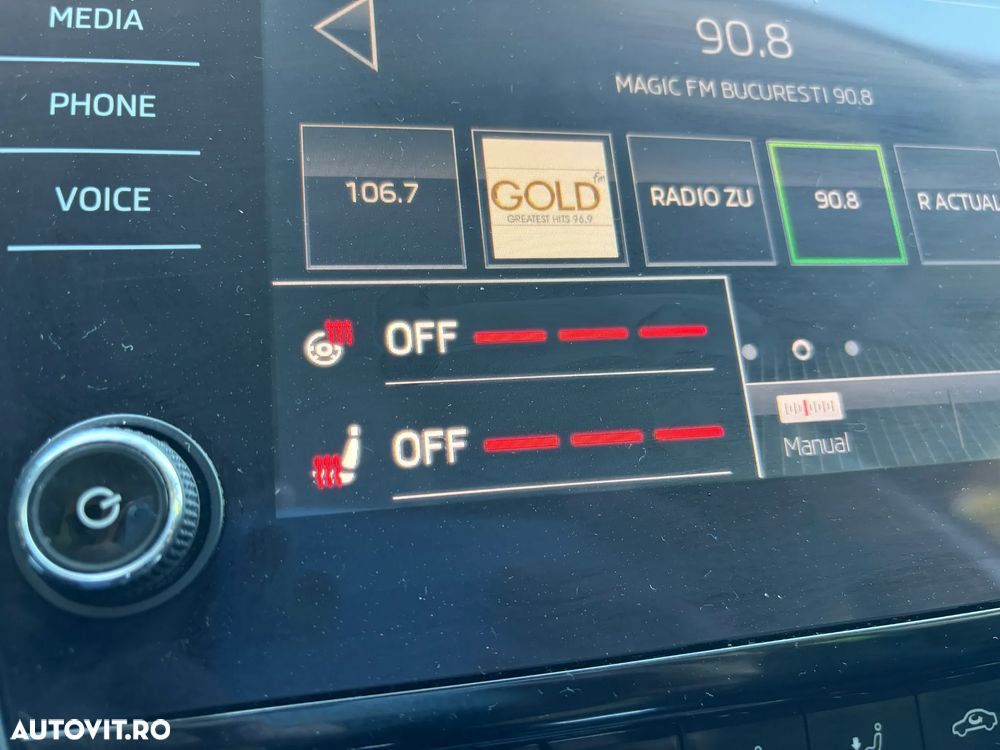 MEDIA
PHONE
VOICE
90.8
MAGIC FM BUCURESTI 90.8
106.7
GOLD fm
GREATEST HITS 96.9
RADIO ZU
90.8
R ACTUAL
OFF
OFF
Manual
AUTOVIT.RO